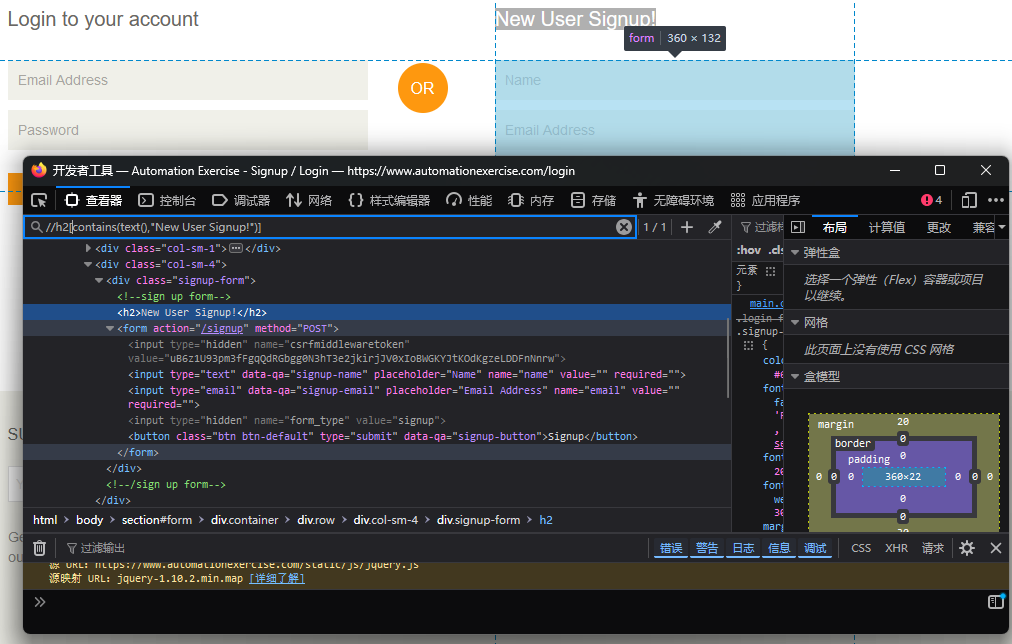 Login to your account
New User Signup!
form 360 × 132
Email Address
OR
Name
Password
Email Address
开发者工具 — Automation Exercise - Signup / Login — https://www.automationexercise.com/login
查看器 控制台 调试器 网络 样式编辑器 性能 内存 存储 无障碍环境 应用程序 4
//h2[contains(text(),"New User Signup!")]
1 / 1
过滤样
布局 计算值 更改 兼容
<div class="col-sm-1"> </div>
<div class="col-sm-4">
<div class="signup-form">
<!--sign up form-->
<h2>New User Signup!</h2>
<form action="/signup" method="POST">
<input type="hidden" name="csrfmiddlewaretoken"
value="uB6z1U93pm3fFgqQdRGbgg0N3hT3e2jkirjJV0xIoBWGKYJtKOdKgzeLDDFnNnrw">
<input type="text" data-qa="signup-name" placeholder="Name" name="name" value="" required="">
<input type="email" data-qa="signup-email" placeholder="Email Address" name="email" value=""
required="">
<input type="hidden" name="form_type" value="signup">
<button class="btn btn-default" type="submit" data-qa="signup-button">Signup</button>
</form>
</div>
<!--/sign up form-->
</div>
:hov .cls
元素
}
main.c
.login-f
.signup-
{
colo
#6
font
fa
'R
,
se
font
20
font
we
30
marg
弹性盒
选择一个弹性（Flex）容器或项目
以继续。
网格
此页面上没有使用 CSS 网格
盒模型
margin 20
border 0
padding 0
0 0 0 360×22 0 0 0
0
0
html body section#form div.container div.row div.col-sm-4 div.signup-form h2
过滤输出
错误 警告 日志 信息 调试 CSS XHR 请求
源 URL：https://www.automationexercise.com/static/js/jquery.js
源映射 URL：jquery-1.10.2.min.map [详细了解]